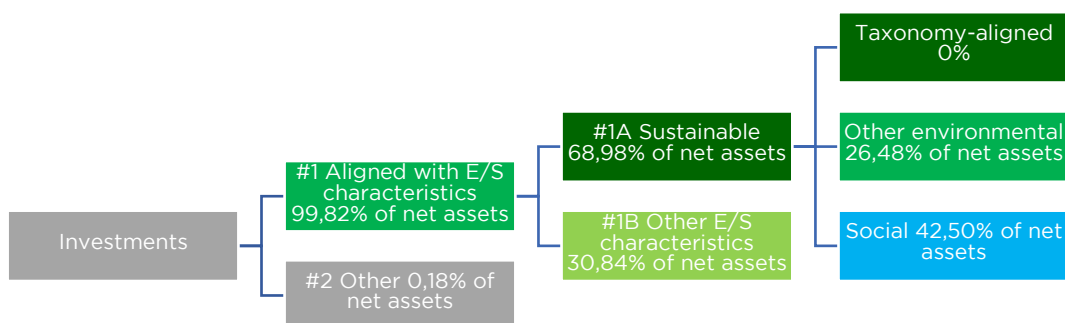 Investments
#1 Aligned with E/S
characteristics
99,82% of net assets
#2 Other 0,18% of
net assets
#1A Sustainable
68,98% of net assets
#1B Other E/S
characteristics
30,84% of net assets
Taxonomy-aligned
0%
Other environmental
26,48% of net assets
Social 42,50% of net
assets